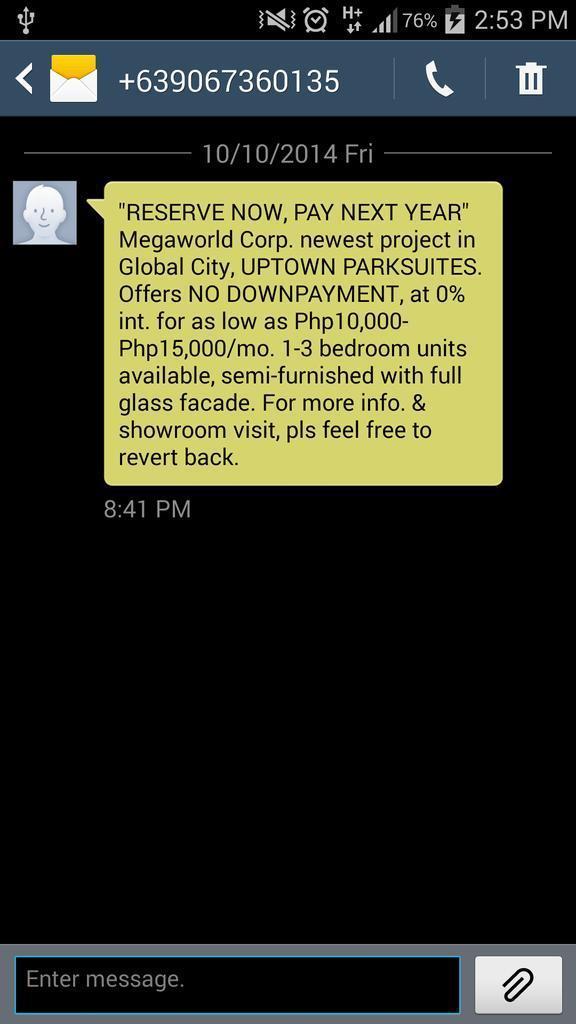 76% 2:53 PM
+639067360135
10/10/2014 Fri
"RESERVE NOW, PAY NEXT YEAR"
Megaworld Corp. newest project in
Global City, UPTOWN PARKSUITES.
Offers NO DOWNPAYMENT, at 0%
int. for as low as Php10,000-
Php15,000/mo. 1-3 bedroom units
available, semi-furnished with full
glass facade. For more info. &
showroom visit, pls feel free to
revert back.
8:41 PM
Enter message.